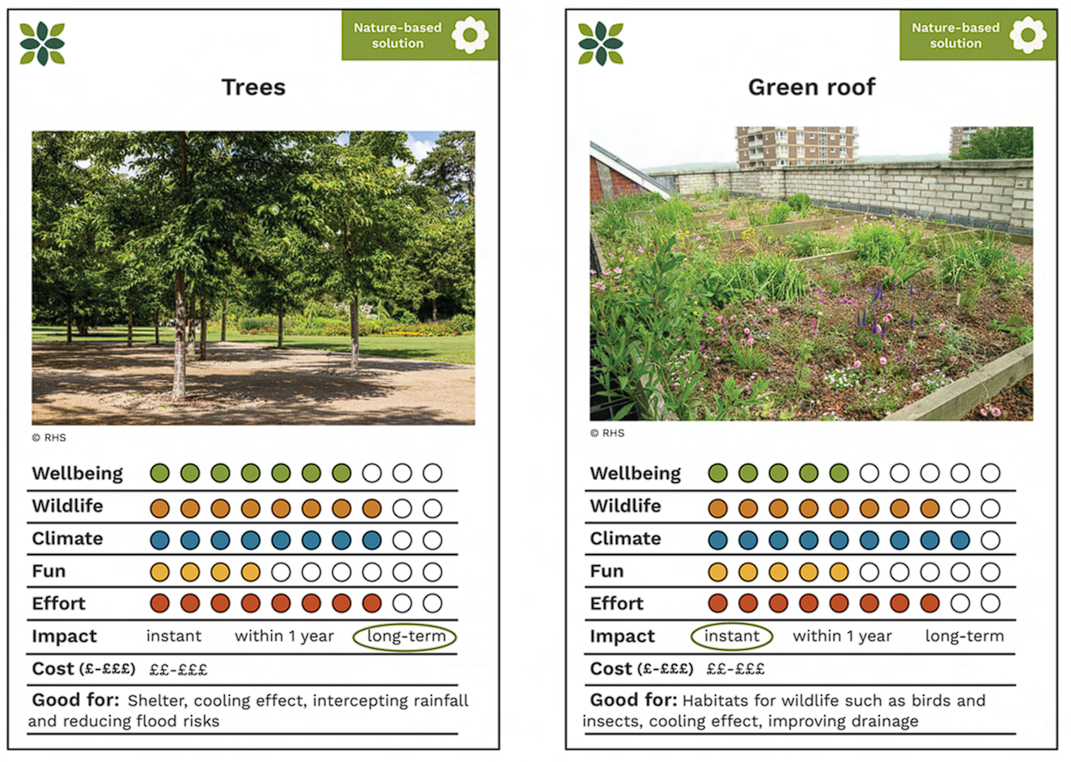 Nature-based
solution
Trees
© RHS
Wellbeing
Wildlife
Climate
Fun
Effort
Impact instant within 1 year long-term
Cost (£-£££) ££-£££
Good for: Shelter, cooling effect, intercepting rainfall
and reducing flood risks
Nature-based
solution
Green roof
© RHS
Wellbeing
Wildlife
Climate
Fun
Effort
Impact instant within 1 year long-term
Cost (£-£££) ££-£££
Good for: Habitats for wildlife such as birds and
insects, cooling effect, improving drainage